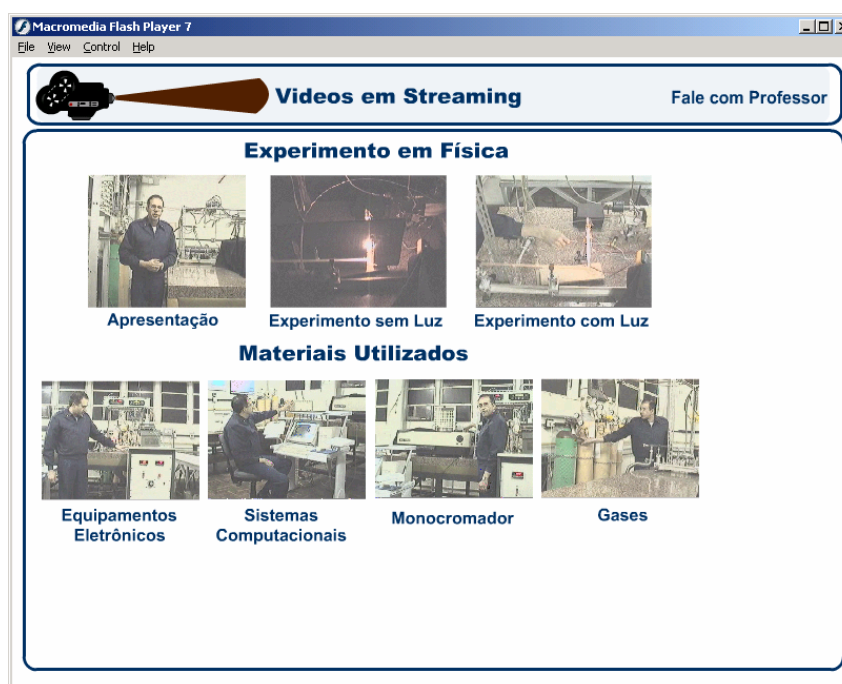 Macromedia Flash Player 7
File View Control Help
Videos em Streaming
Fale com Professor
Experimento em Física
Apresentação
Experimento sem Luz
Experimento com Luz
Materiais Utilizados
Equipamentos
Eletrônicos
Sistemas
Computacionais
Monocromador
Gases